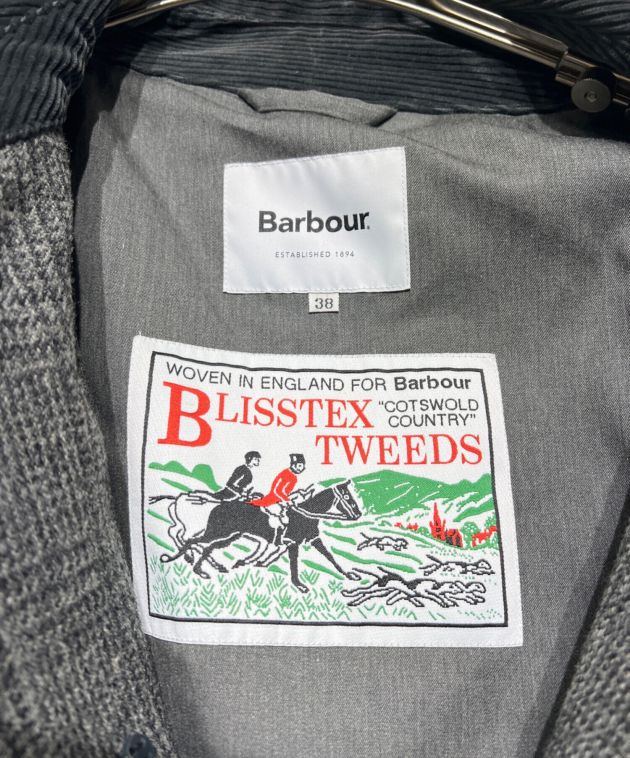 Barbour.
ESTABLISHED 1894
38
WOVEN IN ENGLAND FOR Barbour
BLISSTEX "COTSWOLD
COUNTRY"
TWEEDS